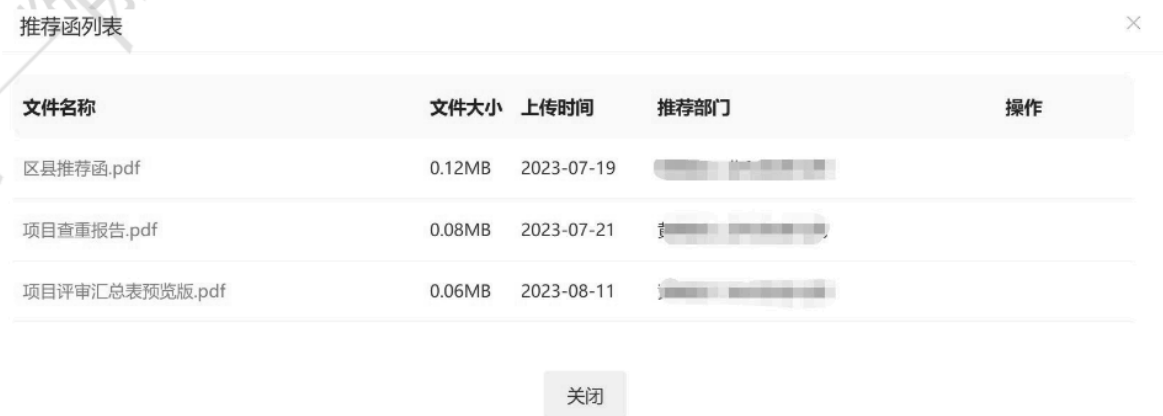 推荐函列表
文件名称 文件大小 上传时间 推荐部门 操作
区县推荐函.pdf 0.12MB 2023-07-19
项目查重报告.pdf 0.08MB 2023-07-21
项目评审汇总表预览版.pdf 0.06MB 2023-08-11
关闭